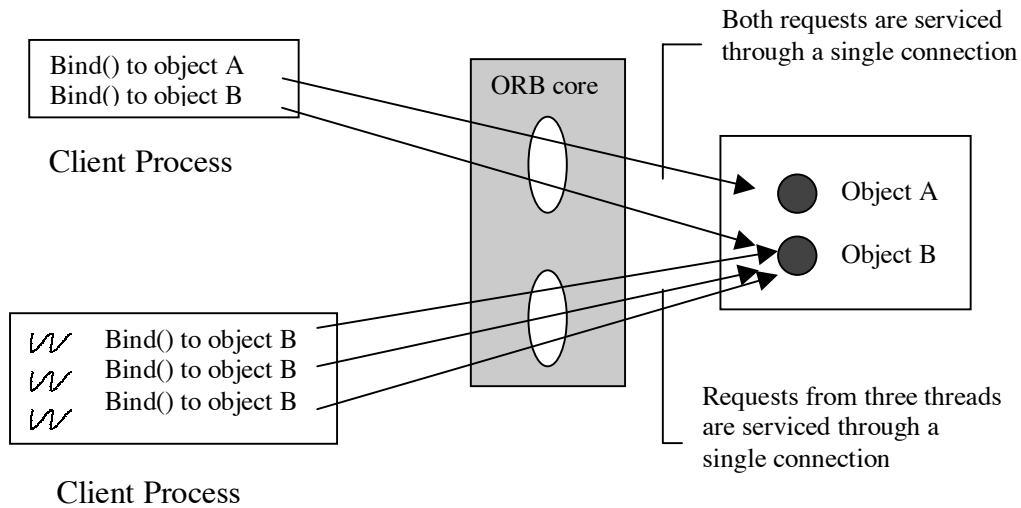 Both requests are serviced
through a single connection
Bind() to object A
Bind() to object B
Client Process
ORB core
Object A
Object B
Bind() to object B
Bind() to object B
Bind() to object B
Client Process
Requests from three threads
are serviced through a
single connection